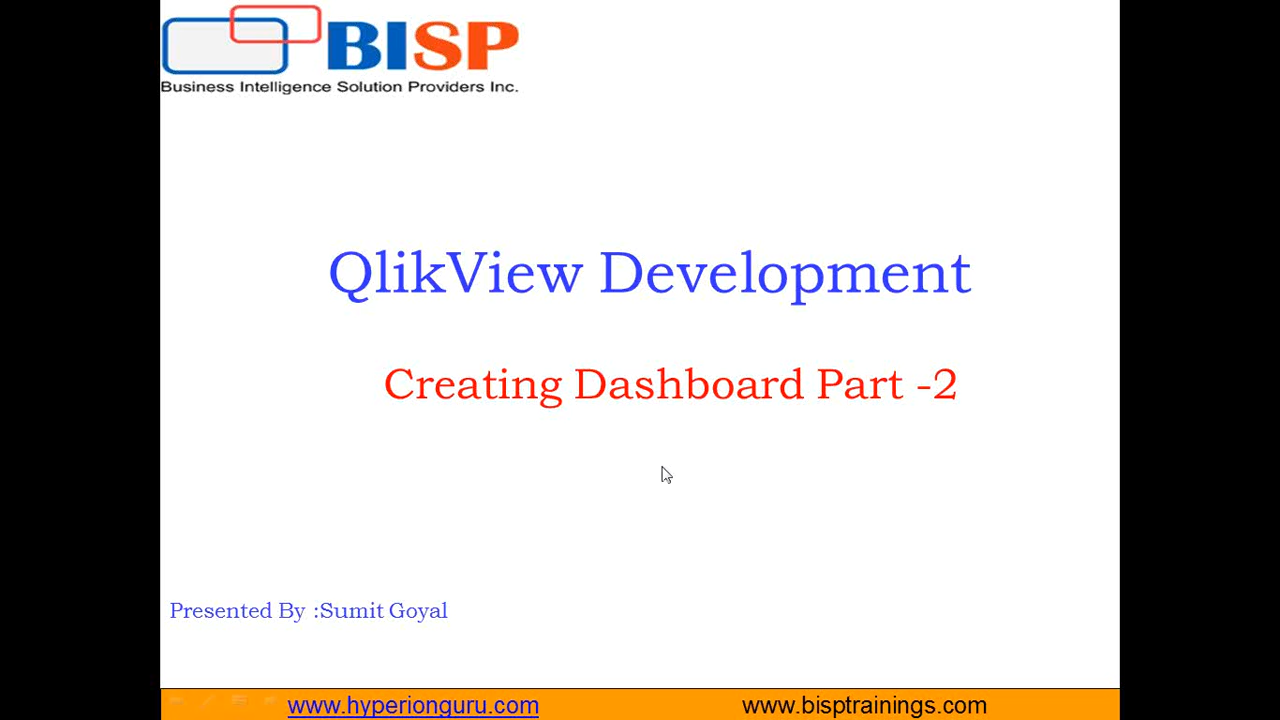 BISP
Business Intelligence Solution Providers Inc.
QlikView Development
Creating Dashboard Part -2
Presented By :Sumit Goyal
www.hyperionguru.com www.bisptrainings.com